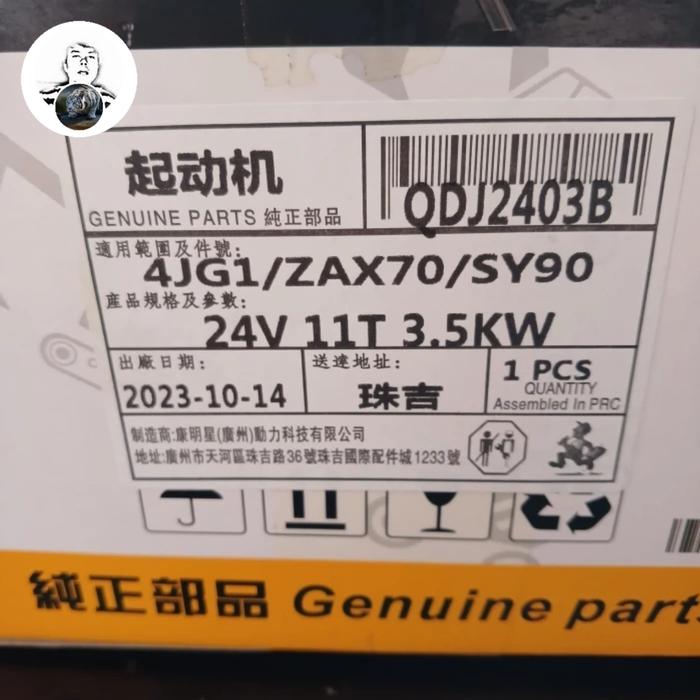 起动机
GENUINE PARTS 純正部品
QDJ2403B
適用範圍及件號:
4JG1/ZAX70/SY90
産品規格及參數:
24V 11T 3.5KW
出廠日期:
2023-10-14
送達地址:
珠吉
1 PCS
QUANTITY
Assembled In PRC
制造商:康明星(廣州)動力科技有限公司
地址:廣州市天河區珠吉路36號珠吉國際配件城1233號
純正部品 Genuine parts